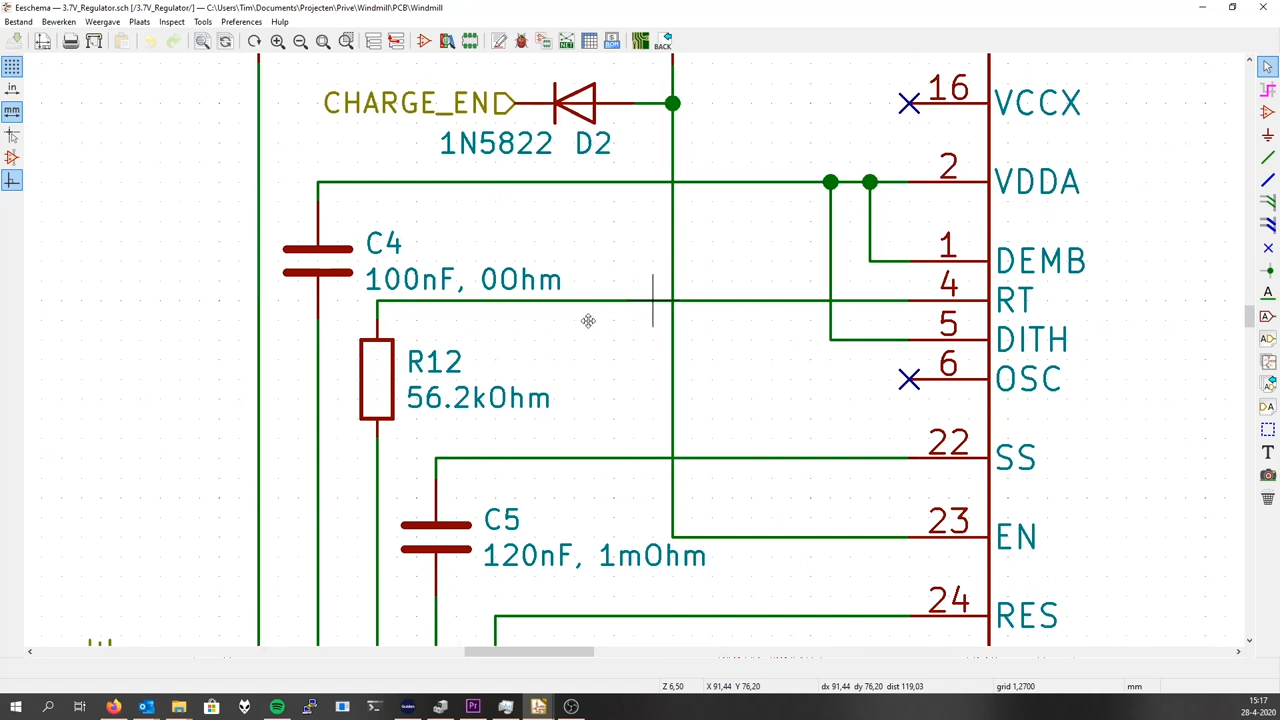 Eeschema — 3.7V_Regulator.sch [/3.7V_Regulator/] — C:\Users\Tim\Documents\Projecten\Prive\Windmill\PCB\Windmill
Bestand Bewerken Weergave Plaats Inspect Tools Preferences Help
BACK
in
mm
CHARGE_EN
1N5822 D2
16 VCCX
2 VDDA
C4
100nF, 0Ohm
1 DEMB
4 RT
5 DITH
6 OSC
R12
56.2kOhm
22 SS
C5
120nF, 1mOhm
23 EN
24 RES
Z 6,50 X 91,44 Y 76,20 dx 91,44 dy 76,20 dist 119,03 grid 1,2700 mm
15:17
28-4-2020